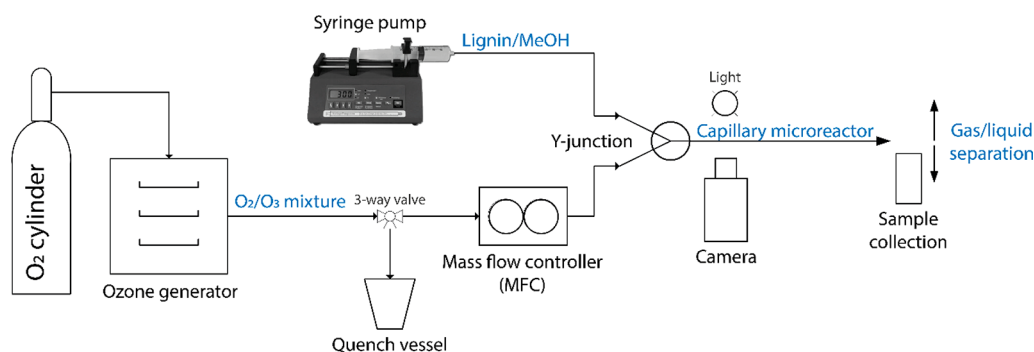 Syringe pump
Lignin/MeOH
300
Light
Y-junction
Capillary microreactor
Gas/liquid
separation
O₂ cylinder
O₂/O₃ mixture
3-way valve
Ozone generator
Mass flow controller
(MFC)
Camera
Sample
collection
Quench vessel